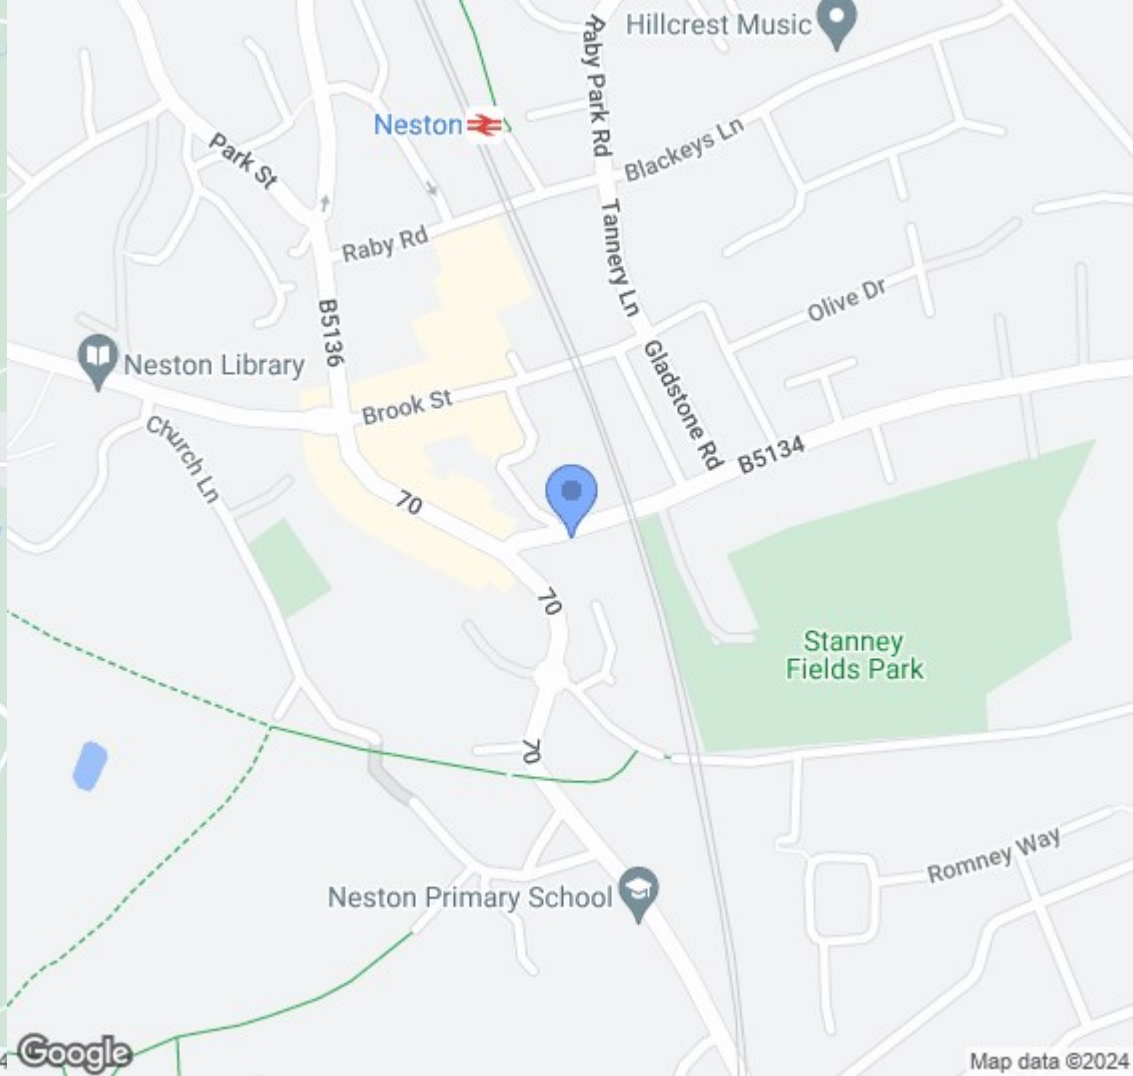 Hillcrest Music
Raby Park Rd
Neston
Blackeys Ln
Park St
Tannery Ln
Raby Rd
Olive Dr
B5136
Neston Library
Gladstone Rd
Brook St
Church Ln
B5134
70
70
Stanney
Fields Park
70
Romney Way
Neston Primary School
4
Google
Map data ©2024